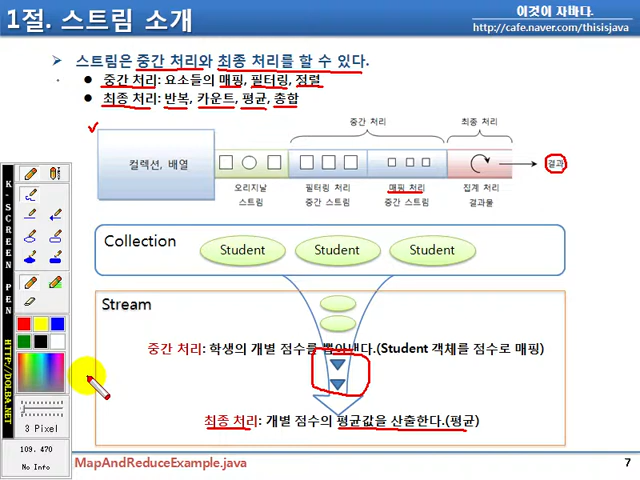 1절. 스트림 소개
이것이 자바다.
http://cafe.naver.com/thisisjava
스트림은 중간 처리와 최종 처리를 할 수 있다.
중간 처리: 요소들의 매핑, 필터링, 정렬
최종 처리: 반복, 카운트, 평균, 총합
중간 처리
최종 처리
컬렉션, 배열
결과
오리지날
스트림
필터링 처리
중간 스트림
매핑 처리
중간 스트림
집계 처리
결과물
Collection
Student
Student
Student
Stream
중간 처리: 학생의 개별 점수를 뽑아낸다.(Student 객체를 점수로 매핑)
최종 처리: 개별 점수의 평균값을 산출한다.(평균)
MapAndReduceExample.java
7
K-SCREEN PEN
HTTP://DOLBA.NET
3 Pixel
109. 470
No Info